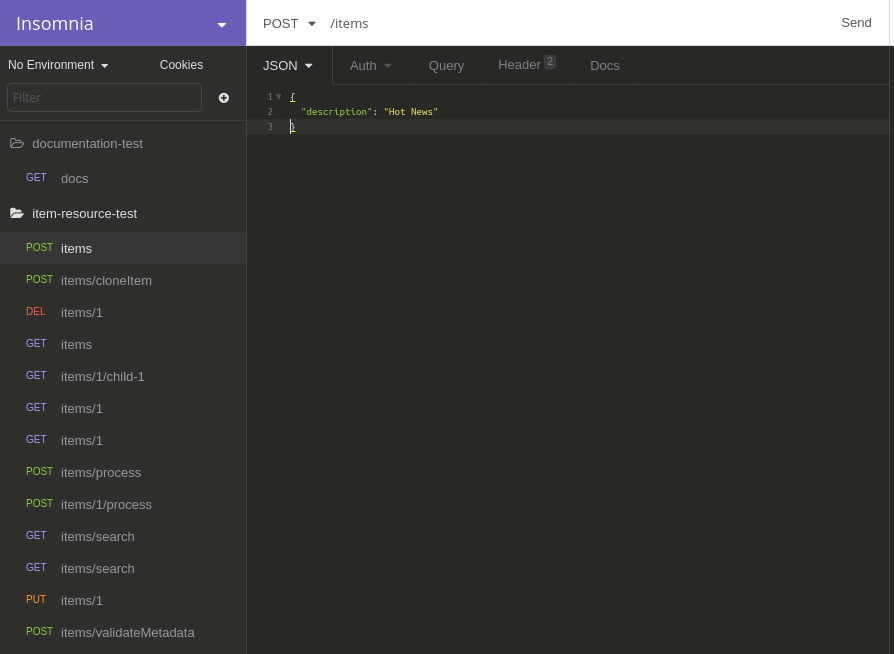 Insomnia
POST /items Send
No Environment Cookies
JSON Auth Query Header 2 Docs
Filter
1 {
2 "description": "Hot News"
3 }
documentation-test
GET docs
item-resource-test
POST items
POST items/cloneItem
DEL items/1
GET items
GET items/1/child-1
GET items/1
GET items/1
POST items/process
POST items/1/process
GET items/search
GET items/search
PUT items/1
POST items/validateMetadata